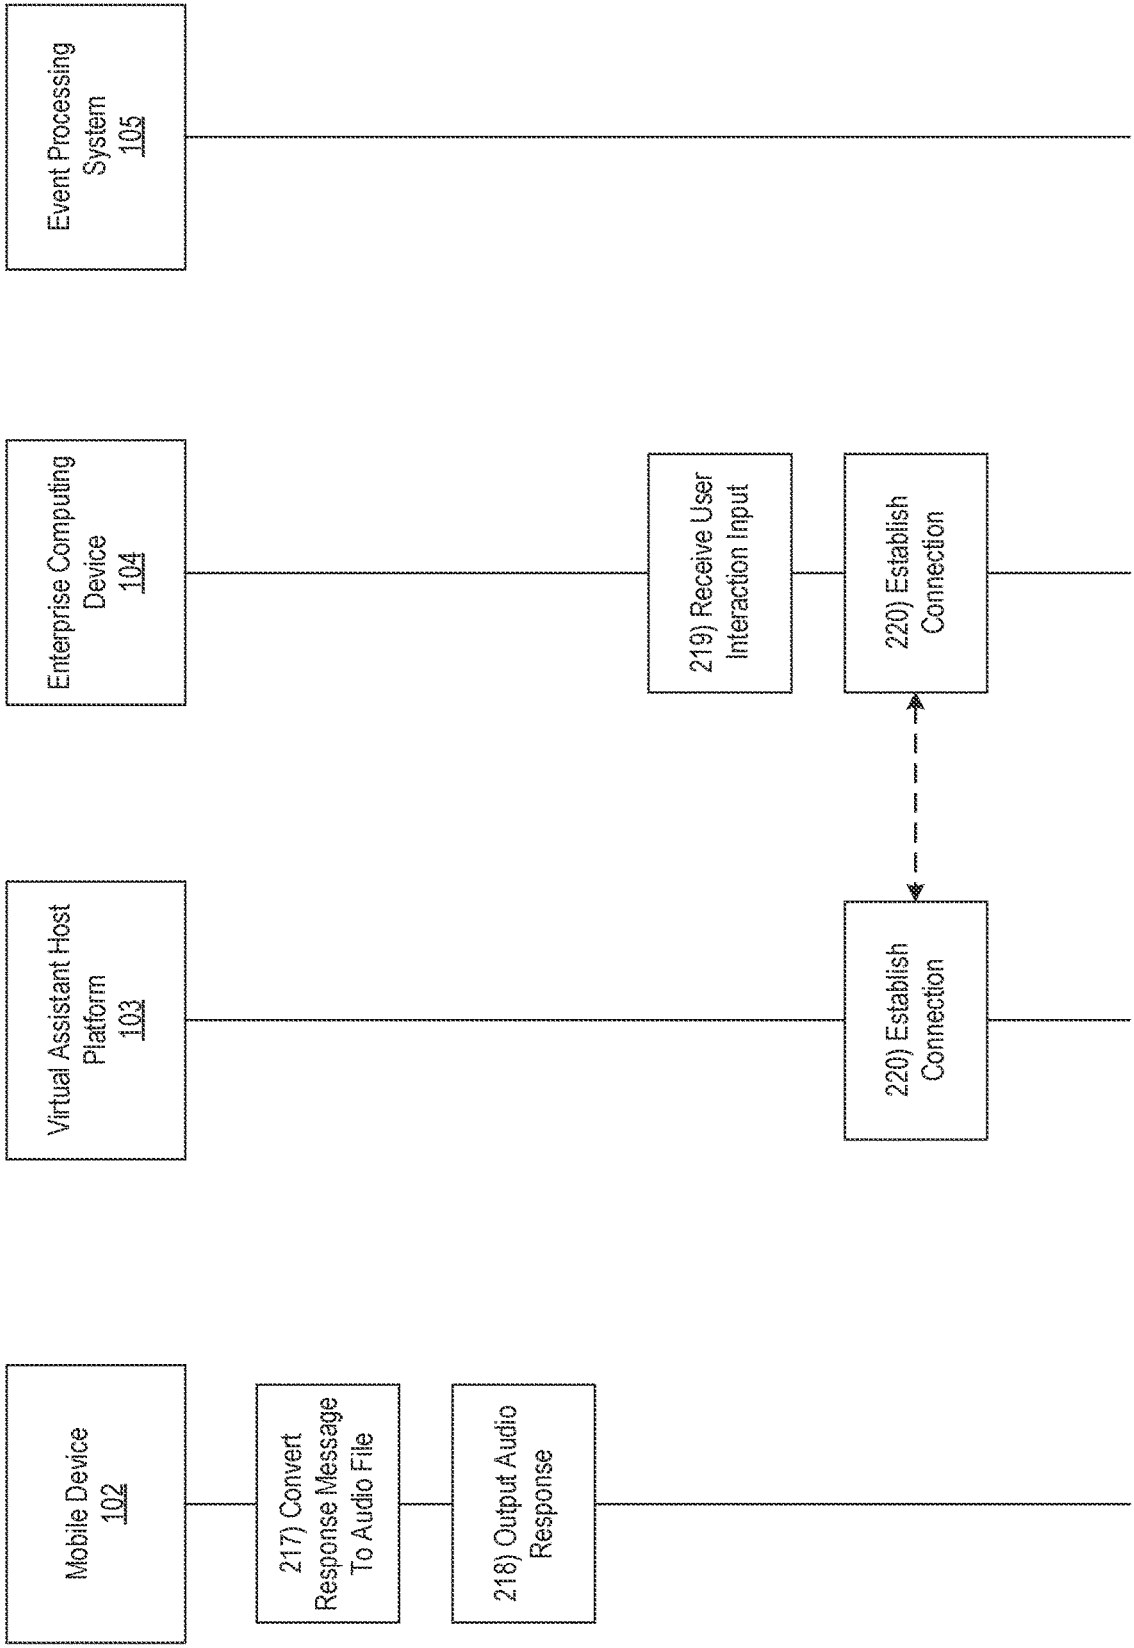 Mobile Device
102
Virtual Assistant Host
Platform
103
Enterprise Computing
Device
104
Event Processing
System
105
217) Convert
Response Message
To Audio File
218) Output Audio
Response
219) Receive User
Interaction Input
220) Establish
Connection
220) Establish
Connection